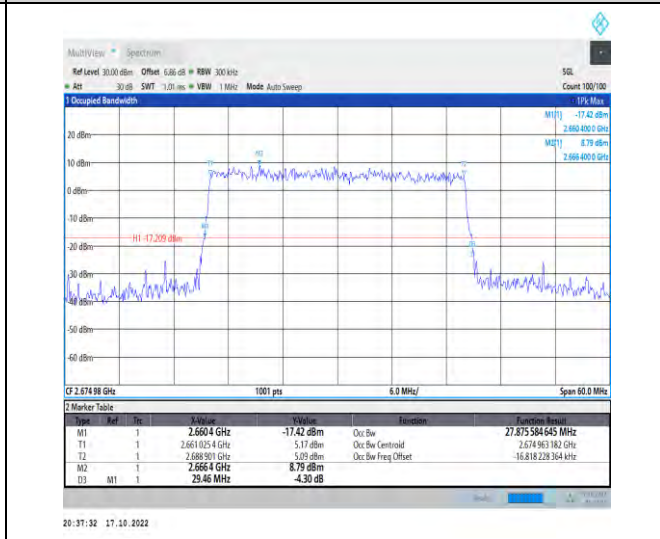 MultiView Spectrum
Ref Level 30.00 dBm Offset 6.86 dB RBW 300 kHz SGL
Att 30 dB SWT 1.01 ms VBW 1 MHz Mode Auto Sweep Count 100/100
1 Occupied Bandwidth 1Pk Max
M1[1] -17.42 dBm
2.660 400 0 GHz
M2[1] 8.79 dBm
2.666 400 0 GHz
20 dBm
M2
10 dBm
T1 T2
0 dBm
-10 dBm
M1
H1 -17.209 dBm
-20 dBm
D3
-30 dBm
-40 dBm
-50 dBm
-60 dBm
CF 2.674 98 GHz 1001 pts 6.0 MHz/ Span 60.0 MHz
2 Marker Table
Type Ref Trc X-Value Y-Value Function Function Result
M1 1 2.660 4 GHz -17.42 dBm Occ Bw 27.875 584 645 MHz
T1 1 2.661 025 4 GHz 5.17 dBm Occ Bw Centroid 2.674 963 182 GHz
T2 1 2.688 901 GHz 5.09 dBm Occ Bw Freq Offset -16.818 228 364 kHz
M2 1 2.666 4 GHz 8.79 dBm
D3 M1 1 29.46 MHz -4.30 dB
20:37:32 17.10.2022